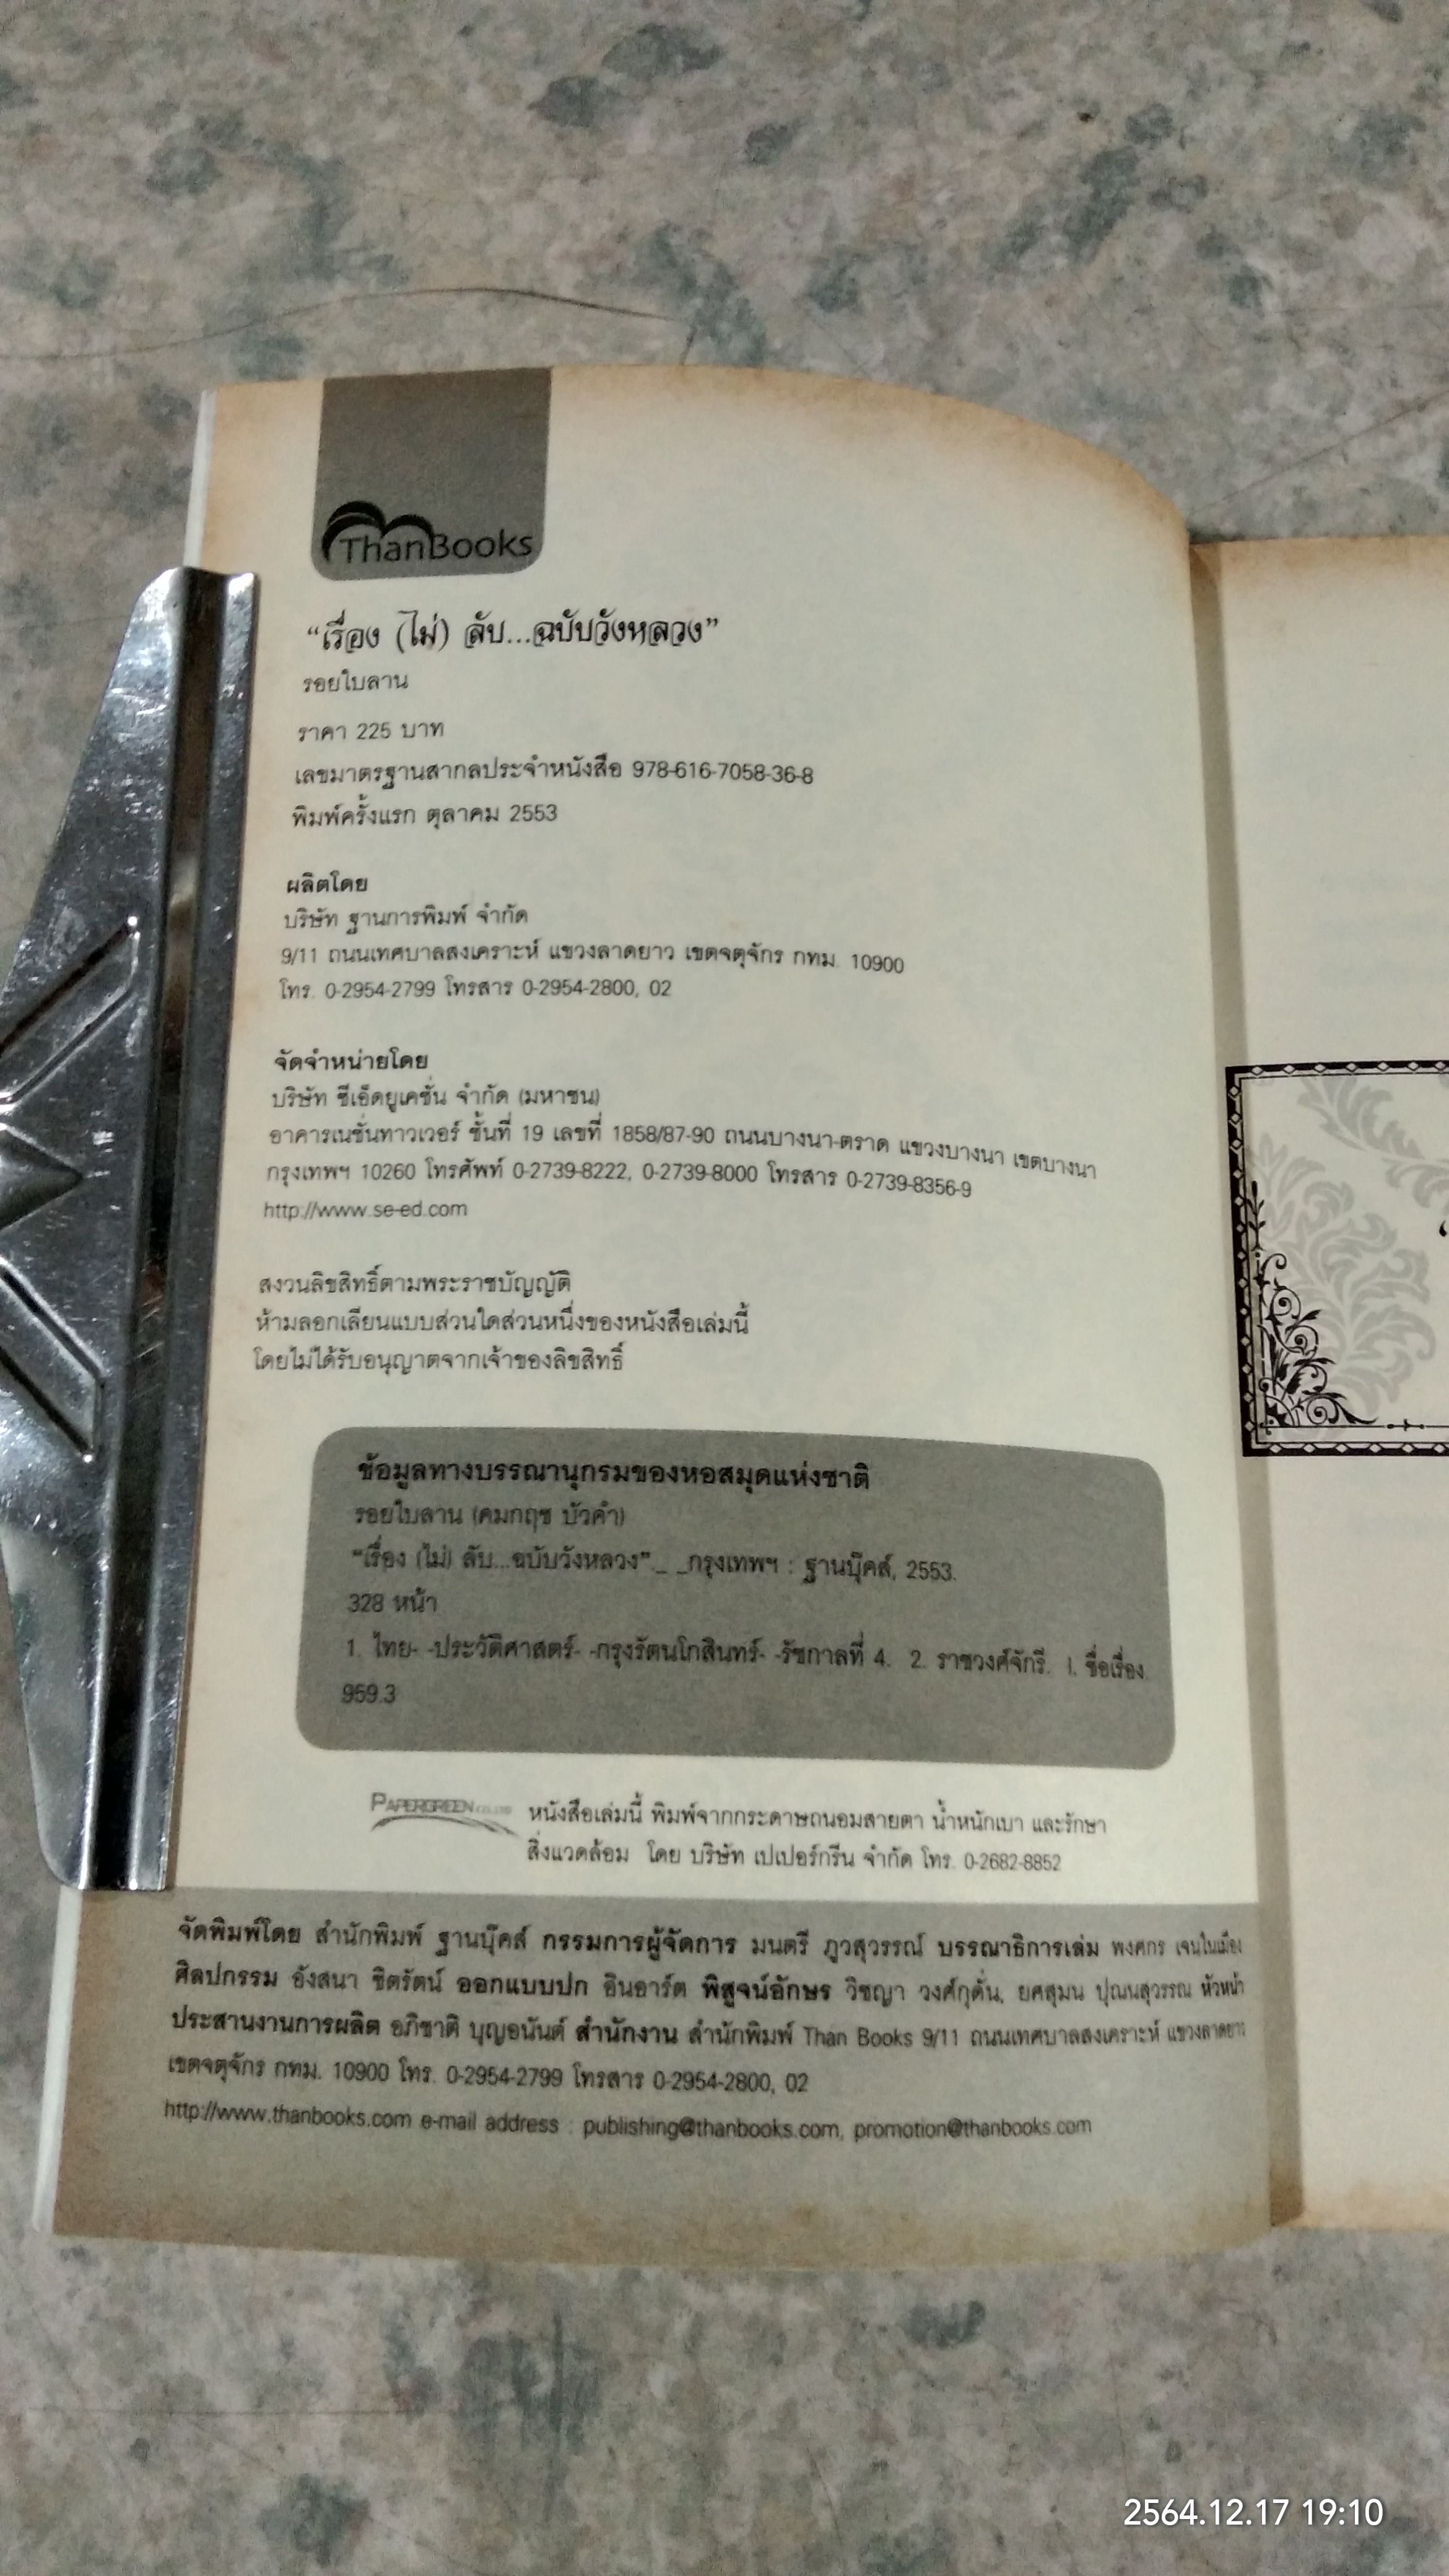 ThanBooks
“เรื่อง (ไม่) ลับ...ฉบับวังหลวง”
รอยใบลาน
ราคา 225 บาท
เลขมาตรฐานสากลประจำหนังสือ 978-616-7058-36-8
พิมพ์ครั้งแรก ตุลาคม 2553
ผลิตโดย
บริษัท ฐานการพิมพ์ จำกัด
9/11 ถนนเทศบาลสงเคราะห์ แขวงลาดยาว เขตจตุจักร กทม. 10900
โทร. 0-2954-2799 โทรสาร 0-2954-2800, 02
จัดจำหน่ายโดย
บริษัท ซีเอ็ดยูเคชั่น จำกัด (มหาชน)
อาคารเนชั่นทาวเวอร์ ชั้นที่ 19 เลขที่ 1858/87-90 ถนนบางนา-ตราด แขวงบางนา เขตบางนา
กรุงเทพฯ 10260 โทรศัพท์ 0-2739-8222, 0-2739-8000 โทรสาร 0-2739-8356-9
http://www.se-ed.com
สงวนลิขสิทธิ์ตามพระราชบัญญัติ
ห้ามลอกเลียนแบบส่วนใดส่วนหนึ่งของหนังสือเล่มนี้
โดยไม่ได้รับอนุญาตจากเจ้าของลิขสิทธิ์
ข้อมูลทางบรรณานุกรมของหอสมุดแห่งชาติ
รอยใบลาน (คมกฤช บัวคำ)
“เรื่อง (ไม่) ลับ...ฉบับวังหลวง”._ _กรุงเทพฯ : ฐานบุ๊คส์, 2553.
328 หน้า
1. ไทย- -ประวัติศาสตร์- -กรุงรัตนโกสินทร์- -รัชกาลที่ 4. 2. ราชวงศ์จักรี. I. ชื่อเรื่อง.
959.3
PAPERGREEN
หนังสือเล่มนี้ พิมพ์จากกระดาษถนอมสายตา น้ำหนักเบา และรักษา
สิ่งแวดล้อม โดย บริษัท เปเปอร์กรีน จำกัด โทร. 0-2682-8852
จัดพิมพ์โดย สำนักพิมพ์ ฐานบุ๊คส์ กรรมการผู้จัดการ มนตรี ภูวสุวรรณ์ บรรณาธิการเล่ม พงศกร เจนในเมือง
ศิลปกรรม อังสนา ชิตรัตน์ ออกแบบปก อินอาร์ต พิสูจน์อักษร วิชญา วงศ์กุดั่น, ยศสุมน ปุณนสุวรรณ หัวหน้า
ประสานงานการผลิต อภิชาติ บุญอนันต์ สำนักงาน สำนักพิมพ์ Than Books 9/11 ถนนเทศบาลสงเคราะห์ แขวงลาดยาว
เขตจตุจักร กทม. 10900 โทร. 0-2954-2799 โทรสาร 0-2954-2800, 02
http://www.thanbooks.com e-mail address : publishing@thanbooks.com, promotion@thanbooks.com
2564.12.17 19:10